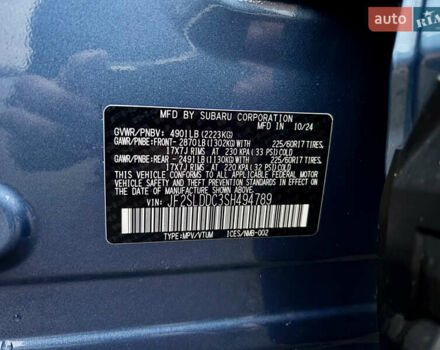 AUTO
RIA
MFD BY SUBARU CORPORATION
GVWR/PNBV: 4901LB(2223KG) MFD IN 10/24
GAWR/PNBE:FRONT- 2870LB(1302KG)WITH 225/60R17 TIRES,
17X7J RIMS AT 230 KPA(33 PSI)COLD
GAWR/PNBE:REAR - 2491LB(1130KG)WITH 225/60R17 TIRES,
17X7J RIMS AT 220 KPA(32 PSI)COLD
THIS VEHICLE CONFORMS TO ALL APPLICABLE
FEDERAL MOTOR VEHICLE SAFETY
STANDARDS IN EFFECT ON THE DATE OF
MANUFACTURE SHOWN ABOVE.
VIN: JF2SLDDC3SH494789
TYPE:MPV/VTUM ICES/NMB-002